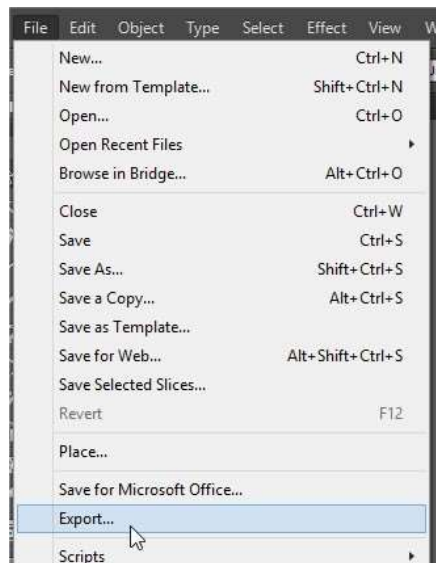 File Edit Object Type Select Effect View
New... Ctrl+N
New from Template... Shift+Ctrl+N
Open... Ctrl+O
Open Recent Files
Browse in Bridge... Alt+Ctrl+O
Close Ctrl+W
Save Ctrl+S
Save As... Shift+Ctrl+S
Save a Copy... Alt+Ctrl+S
Save as Template...
Save for Web... Alt+Shift+Ctrl+S
Save Selected Slices...
Revert F12
Place...
Save for Microsoft Office...
Export...
Scripts